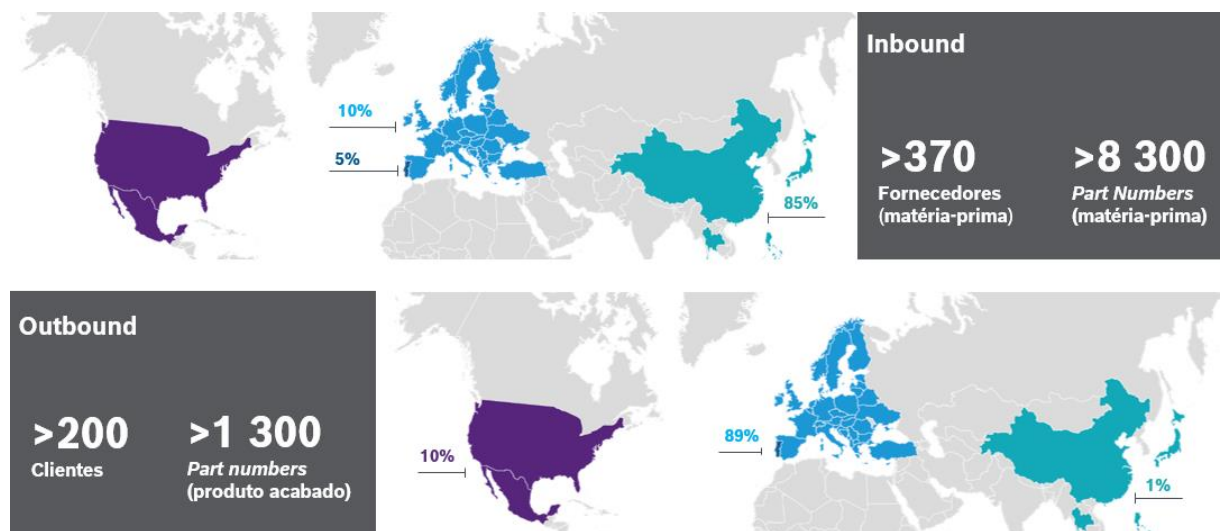 Inbound
10%
5%
85%
>370
Fornecedores
(matéria-prima)
>8 300
Part Numbers
(matéria-prima)
Outbound
>200
Clientes
>1 300
Part numbers
(produto acabado)
10%
89%
1%